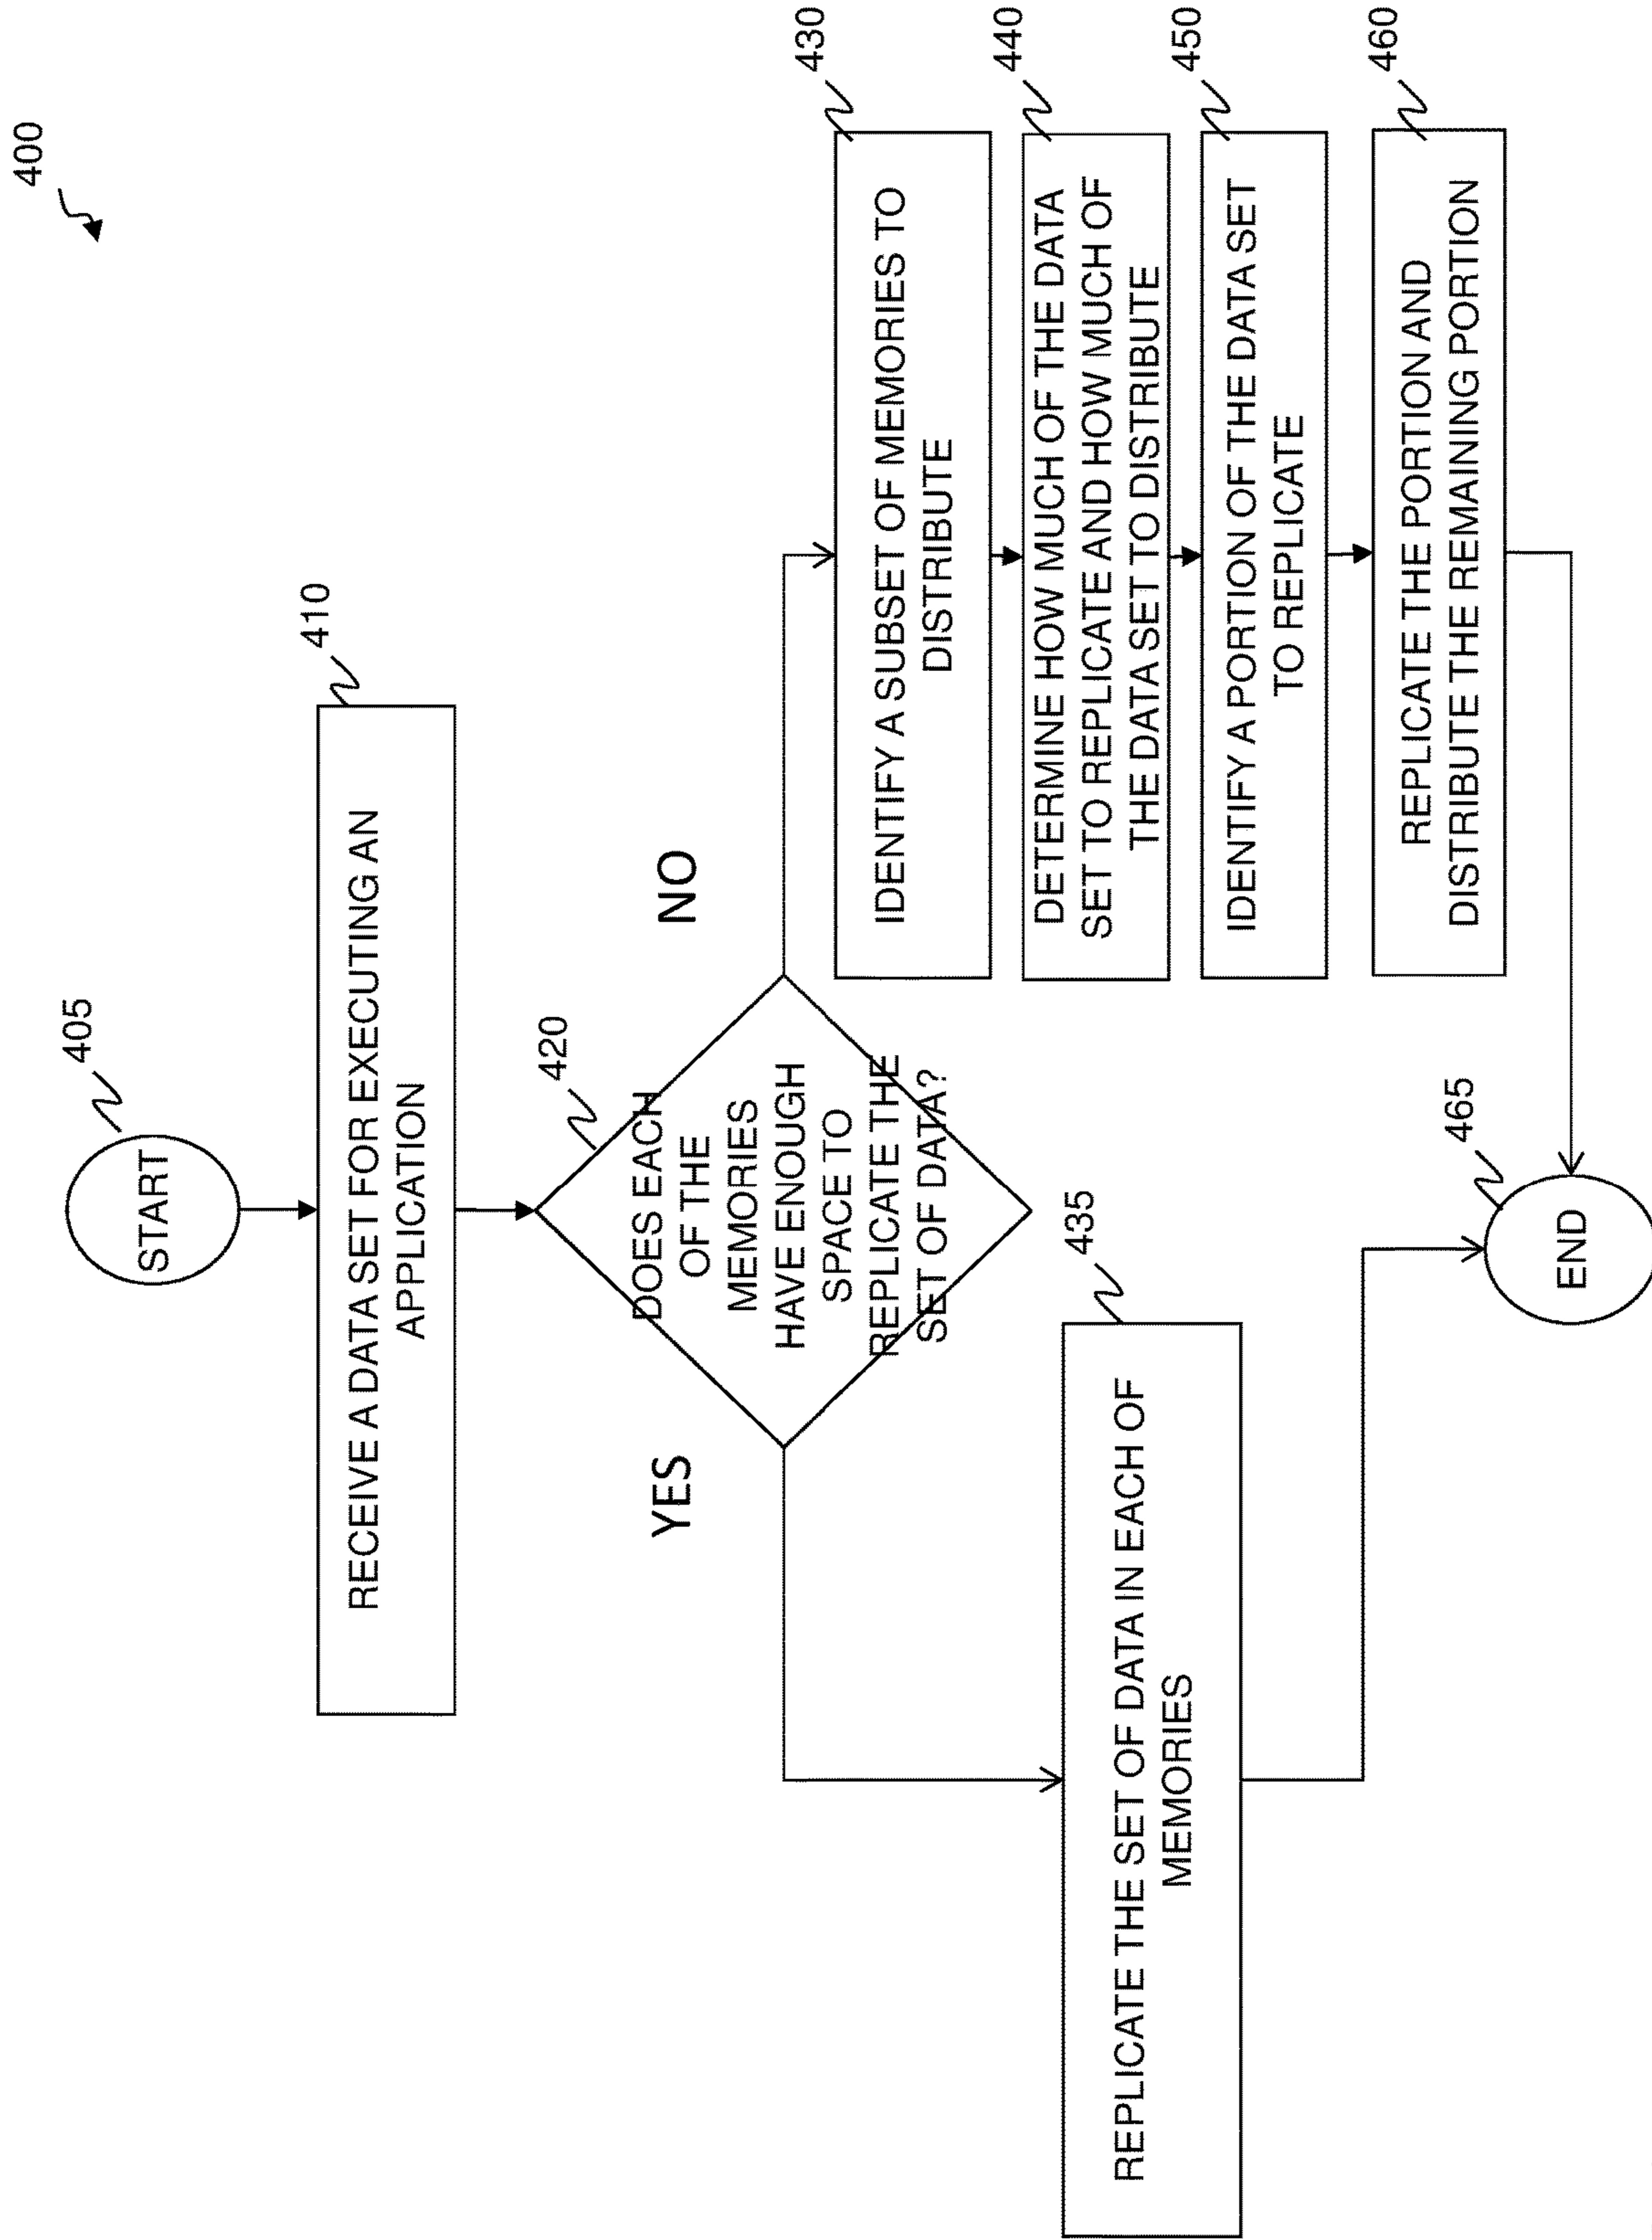 400
START
405
RECEIVE A DATA SET FOR EXECUTING AN
APPLICATION
410
DOES EACH
OF THE
MEMORIES
HAVE ENOUGH
SPACE TO
REPLICATE THE
SET OF DATA?
420
YES
NO
REPLICATE THE SET OF DATA IN EACH OF
MEMORIES
435
IDENTIFY A SUBSET OF MEMORIES TO
DISTRIBUTE
430
DETERMINE HOW MUCH OF THE DATA
SET TO REPLICATE AND HOW MUCH OF
THE DATA SET TO DISTRIBUTE
440
IDENTIFY A PORTION OF THE DATA SET
TO REPLICATE
450
REPLICATE THE PORTION AND
DISTRIBUTE THE REMAINING PORTION
460
END
465